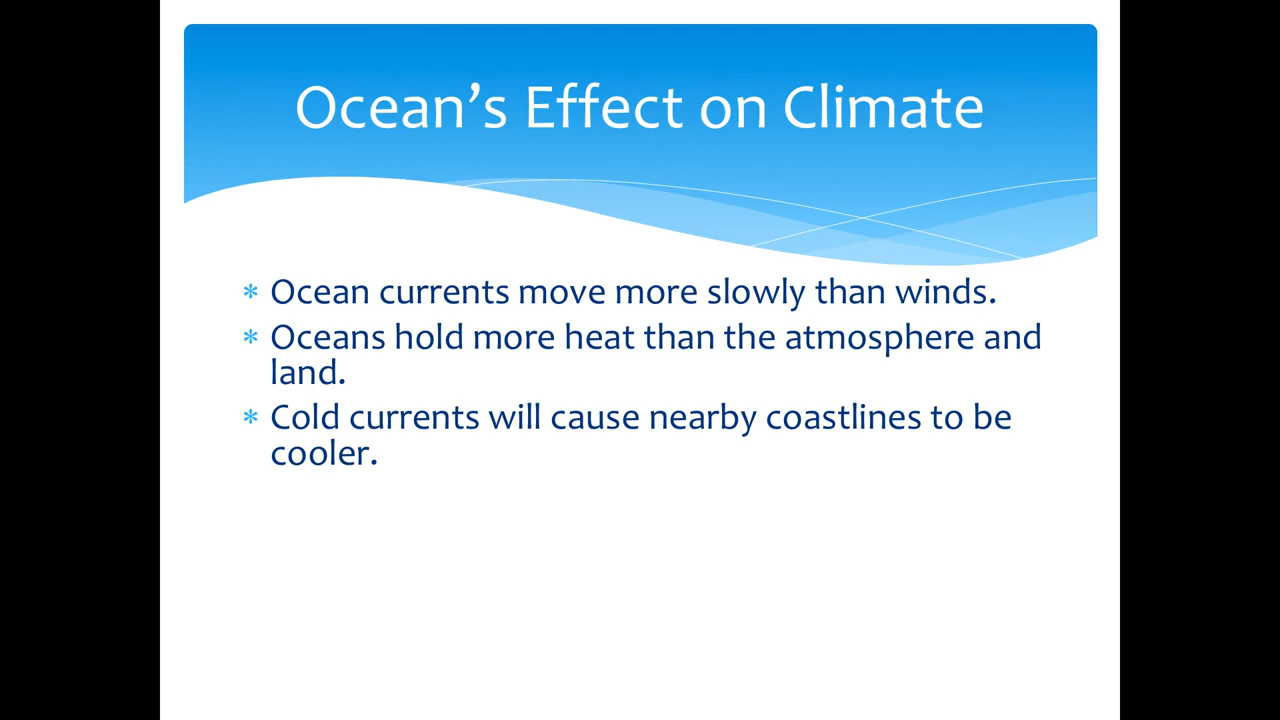 Ocean’s Effect on Climate
* Ocean currents move more slowly than winds.
* Oceans hold more heat than the atmosphere and
land.
* Cold currents will cause nearby coastlines to be
cooler.